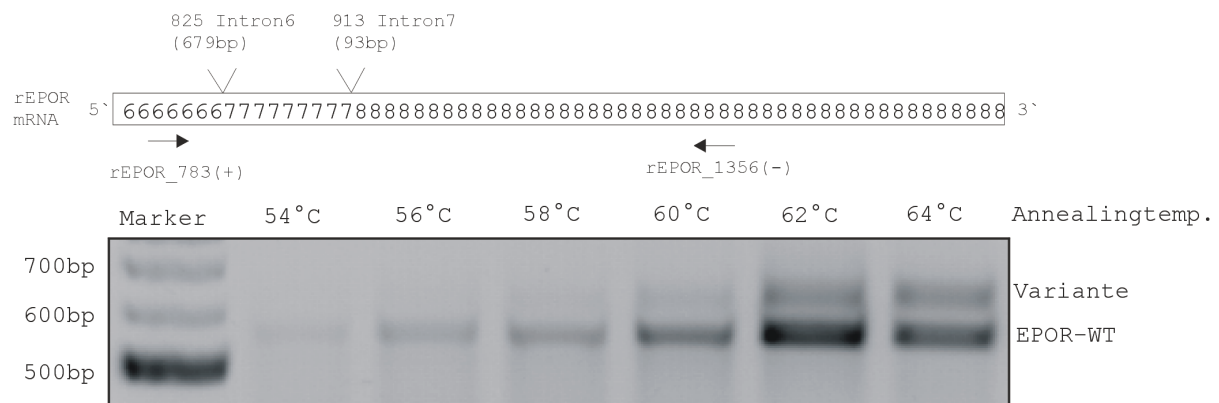 825 Intron6 913 Intron7
(679bp) (93bp)
rEPOR mRNA 5` 6666666777777777888888888888888888888888888888888888888888888 3`
rEPOR_783(+) rEPOR_1356(-)
Marker 54°C 56°C 58°C 60°C 62°C 64°C Annealingtemp.
700bp
Variante
600bp
EPOR-WT
500bp